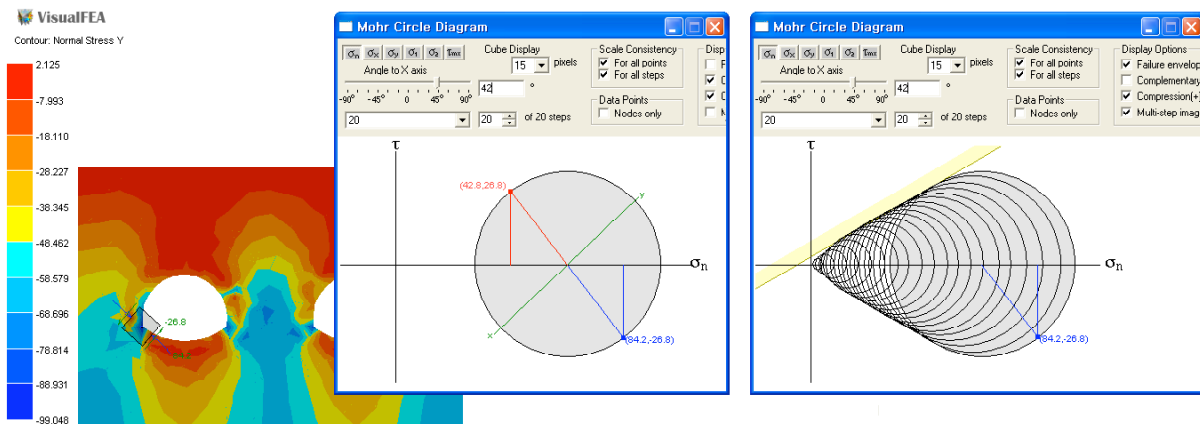 VisualFEA
Contour: Normal Stress Y
2.125
-7.993
-18.110
-28.227
-38.345
-48.462
-58.579
-68.696
-78.814
-88.931
-99.048
-26.8
Mohr Circle Diagram
σn σx σy σ1 σ2
Cube Display
15 pixels
Angle to X axis
-90° -45° 0 45° 90°
42 °
20
20 of 20 steps
Scale Consistency
For all points
For all steps
Data Points
Nodes only
τ
(42.8,26.8)
Y
σn
X
(84.2,-26.8)
Mohr Circle Diagram
σn σx σy σ1 σ2
Cube Display
15 pixels
Angle to X axis
-90° -45° 0 45° 90°
42 °
20
20 of 20 steps
Scale Consistency
For all points
For all steps
Data Points
Nodes only
Display Options
Failure envelop
Complementary
Compression(+)
Multi-step imag
τ
σn
(84.2,-26.8)